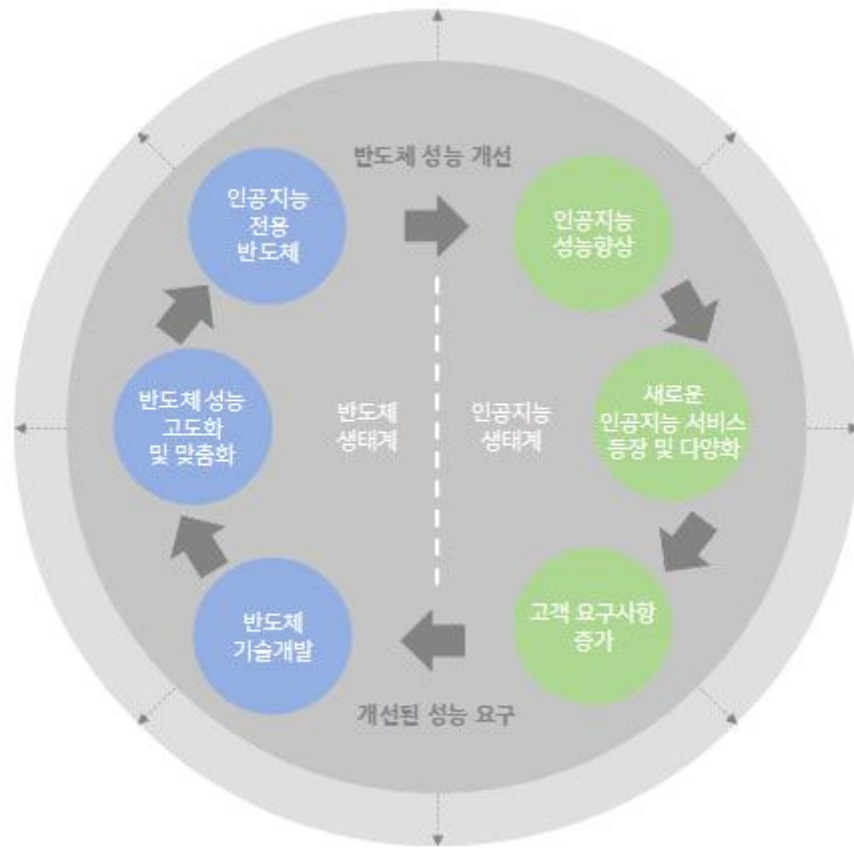 반도체 성능 개선
인공지능
전용
반도체
인공지능
성능향상
반도체 성능
고도화
및 맞춤화
반도체
생태계
인공지능
생태계
새로운
인공지능 서비스
등장 및 다양화
반도체
기술개발
고객 요구사항
증가
개선된 성능 요구